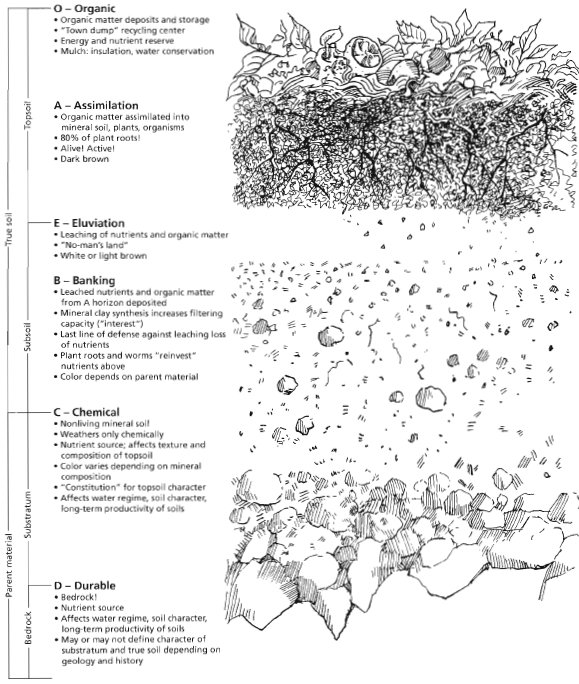 O – Organic
• Organic matter deposits and storage
• "Town dump" recycling center
• Energy and nutrient reserve
• Mulch: insulation, water conservation
A – Assimilation
• Organic matter assimilated into
mineral soil, plants, organisms
• 80% of plant roots!
• Alive! Active!
• Dark brown
E – Eluviation
• Leaching of nutrients and organic matter
• "No-man's land"
• White or light brown
B – Banking
• Leached nutrients and organic matter
from A horizon deposited
• Mineral clay synthesis increases filtering
capacity ("interest")
• Last line of defense against leaching loss
of nutrients
• Plant roots and worms "reinvest"
nutrients above
• Color depends on parent material
C – Chemical
• Nonliving mineral soil
• Weathers only chemically
• Nutrient source; affects texture and
composition of topsoil
• Color varies depending on mineral
composition
• "Constitution" for topsoil character
• Affects water regime, soil character,
long-term productivity of soils
D – Durable
• Bedrock!
• Nutrient source
• Affects water regime, soil character,
long-term productivity of soils
• May or may not define character of
substratum and true soil depending on
geology and history
True soil
Parent material
Topsoil
Subsoil
Substratum
Bedrock